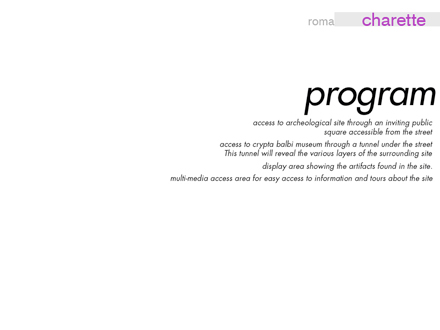 roma charette
program
access to archeological site through an inviting public
square accessible from the street
access to crypta balbi museum through a tunnel under the street
This tunnel will reveal the various layers of the surrounding site
display area showing the artifacts found in the site.
multi-media access area for easy access to information and tours about the site